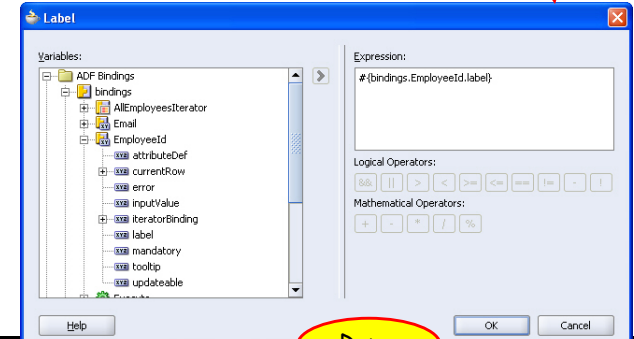 Label
Variables:
ADF Bindings
bindings
AllEmployeesIterator
Email
EmployeeId
attributeDef
currentRow
error
inputValue
iteratorBinding
label
mandatory
tooltip
updateable
Expression:
#{bindings.EmployeeId.label}
Logical Operators:
&& || > < >= <= == != - !
Mathematical Operators:
+ - * / %
Help
OK Cancel